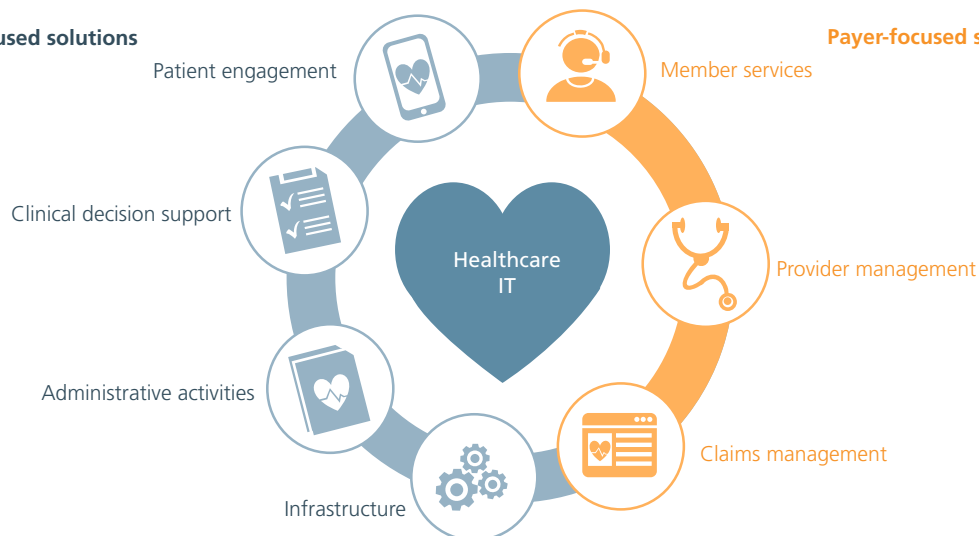 used solutions
Payer-focused s
Patient engagement
Member services
Clinical decision support
Healthcare
IT
Provider management
Administrative activities
Claims management
Infrastructure